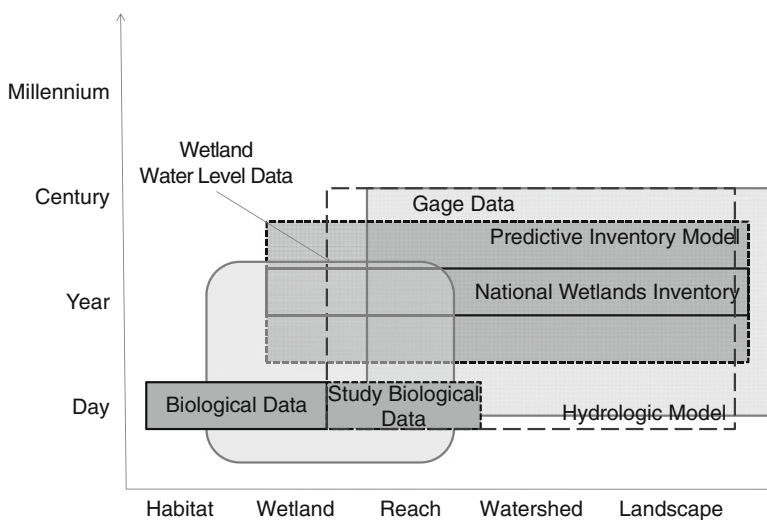 Millennium
Wetland
Water Level Data
Century
Gage Data
Predictive Inventory Model
National Wetlands Inventory
Year
Day
Biological Data
Study Biological
Data
Hydrologic Model
Habitat Wetland Reach Watershed Landscape